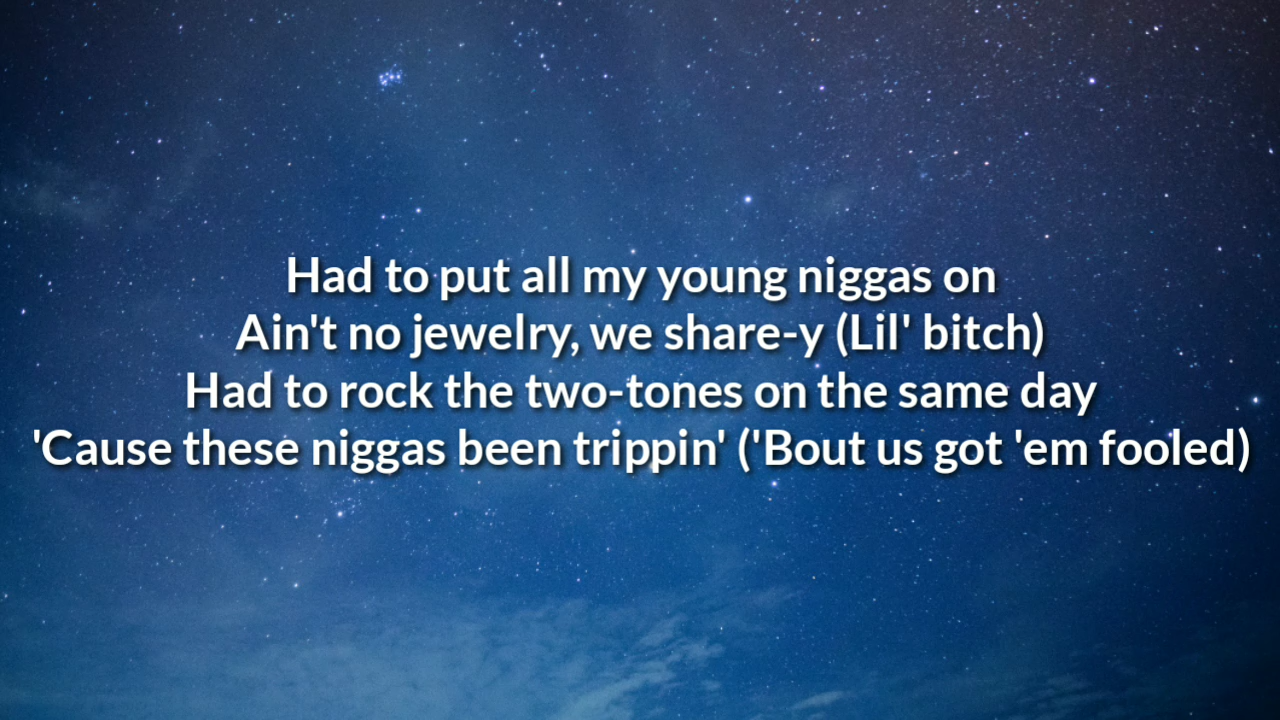 Had to put all my young niggas on
Ain't no jewelry, we share-y (Lil' bitch)
Had to rock the two-tones on the same day
'Cause these niggas been trippin' ('Bout us got 'em fooled)